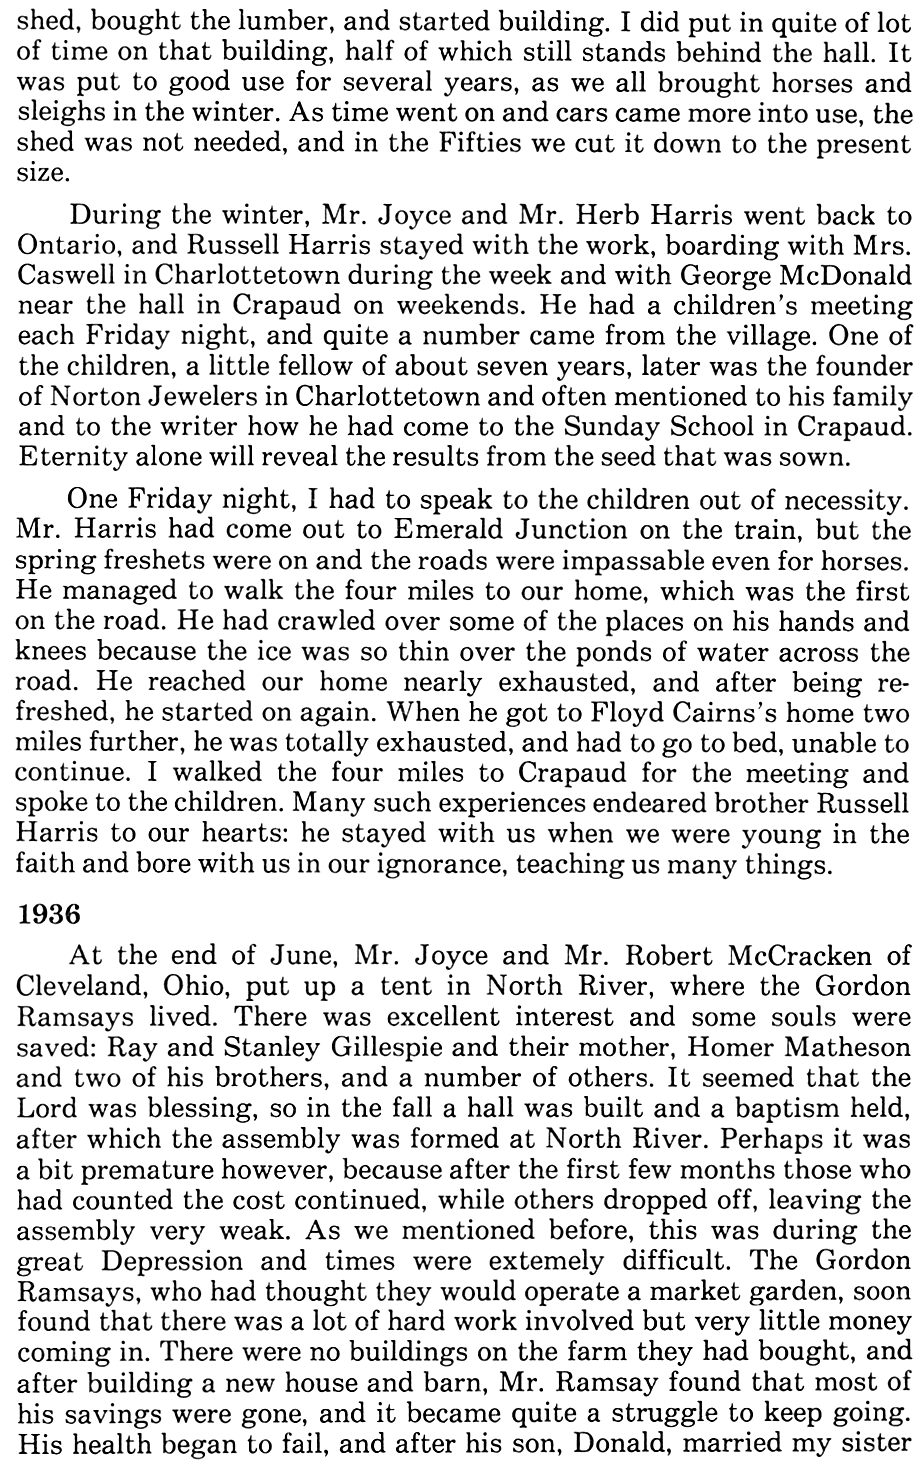 shed, bought the lumber, and started building. I did put in quite of lot
of time on that building, half of which still stands behind the hall. It
was put to good use for several years, as we all brought horses and
sleighs in the winter. As time went on and cars came more into use, the
shed was not needed, and in the Fifties we cut it down to the present
size.
During the winter, Mr. Joyce and Mr. Herb Harris went back to
Ontario, and Russell Harris stayed with the work, boarding with Mrs.
Caswell in Charlottetown during the week and with George McDonald
near the hall in Crapaud on weekends. He had a children's meeting
each Friday night, and quite a number came from the village. One of
the children, a little fellow of about seven years, later was the founder
of Norton Jewelers in Charlottetown and often mentioned to his family
and to the writer how he had come to the Sunday School in Crapaud.
Eternity alone will reveal the results from the seed that was sown.
One Friday night, I had to speak to the children out of necessity.
Mr. Harris had come out to Emerald Junction on the train, but the
spring freshets were on and the roads were impassable even for horses.
He managed to walk the four miles to our home, which was the first
on the road. He had crawled over some of the places on his hands and
knees because the ice was so thin over the ponds of water across the
road. He reached our home nearly exhausted, and after being re-
freshed, he started on again. When he got to Floyd Cairns's home two
miles further, he was totally exhausted, and had to go to bed, unable to
continue. I walked the four miles to Crapaud for the meeting and
spoke to the children. Many such experiences endeared brother Russell
Harris to our hearts: he stayed with us when we were young in the
faith and bore with us in our ignorance, teaching us many things.
1936
At the end of June, Mr. Joyce and Mr. Robert McCracken of
Cleveland, Ohio, put up a tent in North River, where the Gordon
Ramsays lived. There was excellent interest and some souls were
saved: Ray and Stanley Gillespie and their mother, Homer Matheson
and two of his brothers, and a number of others. It seemed that the
Lord was blessing, so in the fall a hall was built and a baptism held,
after which the assembly was formed at North River. Perhaps it was
a bit premature however, because after the first few months those who
had counted the cost continued, while others dropped off, leaving the
assembly very weak. As we mentioned before, this was during the
great Depression and times were extemely difficult. The Gordon
Ramsays, who had thought they would operate a market garden, soon
found that there was a lot of hard work involved but very little money
coming in. There were no buildings on the farm they had bought, and
after building a new house and barn, Mr. Ramsay found that most of
his savings were gone, and it became quite a struggle to keep going.
His health began to fail, and after his son, Donald, married my sister